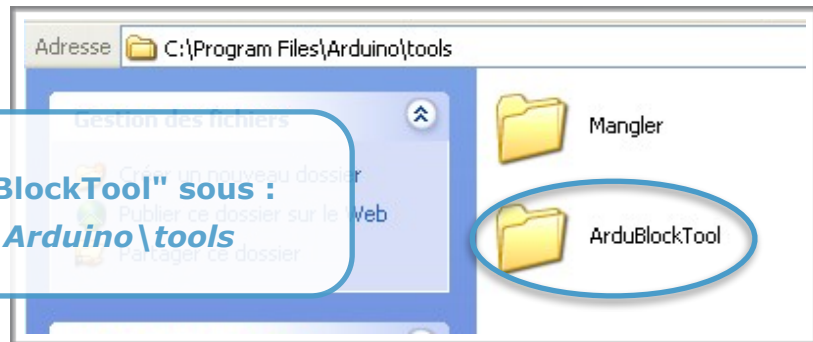 Adresse C:\Program Files\Arduino\tools
Gestion des fichiers
Mangler
Créer un nouveau dossier
BlockTool" sous :
Publier ce dossier sur le Web
Arduino\tools
ArduBlockTool
Partager ce dossier